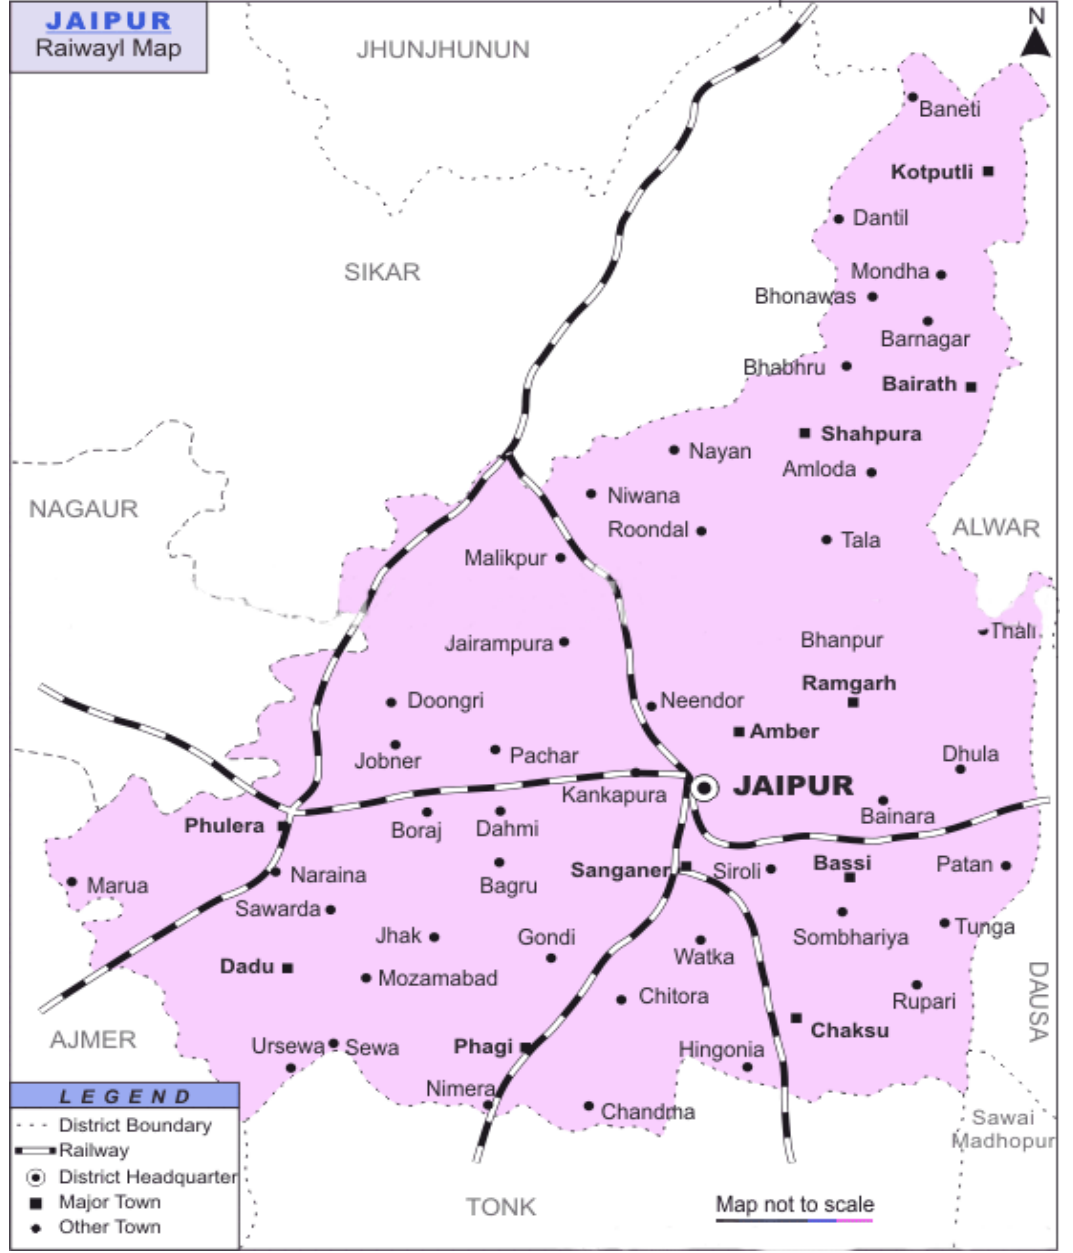 JAIPUR
Raiwayl Map
JHUNJHUNUN
N
Baneti
Kotputli
Dantil
SIKAR
Mondha
Bhonawas
Barnagar
Bhabhru
Bairath
Shahpura
Nayan
Amloda
Niwana
NAGAUR
Roondal
ALWAR
Tala
Malikpur
Thali
Bhanpur
Jairampura
Ramgarh
Doongri
Neendor
Amber
Pachar
Dhula
Jobner
JAIPUR
Kankapura
Bainara
Phulera
Boraj
Dahmi
Bassi
Patan
Sanganer
Siroli
Naraina
Marua
Bagru
Sawarda
Tunga
Jhak
Gondi
Sombhariya
Watka
Dadu
Mozamabad
Chitora
Rupari
DAUSA
Chaksu
AJMER
Ursewa
Sewa
Phagi
Hingonia
Nimera
LEGEND
Chandma
Sawai
Madhopur
District Boundary
Railway
District Headquarter
Major Town
Other Town
TONK
Map not to scale